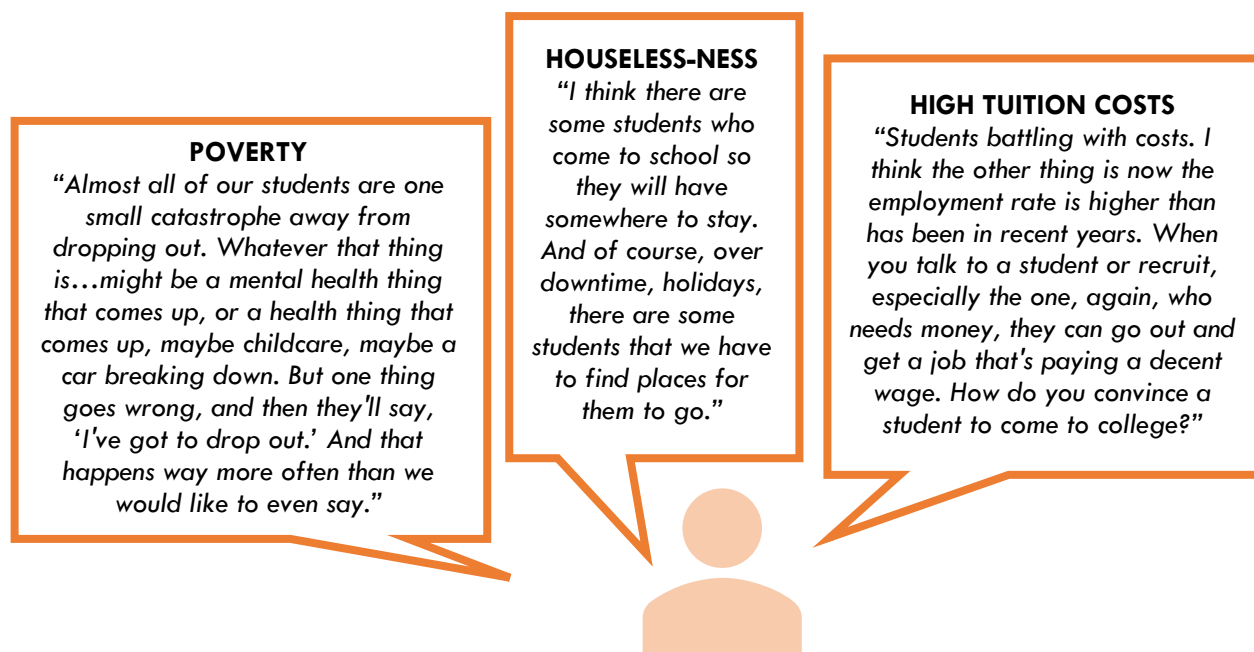 POVERTY
“Almost all of our students are one
small catastrophe away from
dropping out. Whatever that thing
is…might be a mental health thing
that comes up, or a health thing that
comes up, maybe childcare, maybe a
car breaking down. But one thing
goes wrong, and then they'll say,
‘I've got to drop out.’ And that
happens way more often than we
would like to even say.”
HOUSELESS-NESS
“I think there are
some students who
come to school so
they will have
somewhere to stay.
And of course, over
downtime, holidays,
there are some
students that we have
to find places for
them to go.”
HIGH TUITION COSTS
“Students battling with costs. I
think the other thing is now the
employment rate is higher than
has been in recent years. When
you talk to a student or recruit,
especially the one, again, who
needs money, they can go out and
get a job that's paying a decent
wage. How do you convince a
student to come to college?”